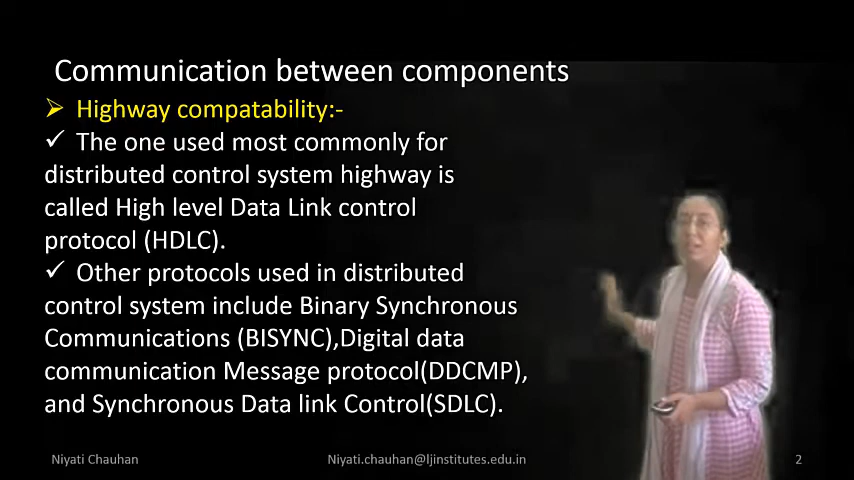 Communication between components
➢ Highway compatability:-
✓ The one used most commonly for
distributed control system highway is
called High level Data Link control
protocol (HDLC).
✓ Other protocols used in distributed
control system include Binary Synchronous
Communications (BISYNC),Digital data
communication Message protocol(DDCMP),
and Synchronous Data link Control(SDLC).
Niyati Chauhan Niyati.chauhan@ljinstitutes.edu.in 2